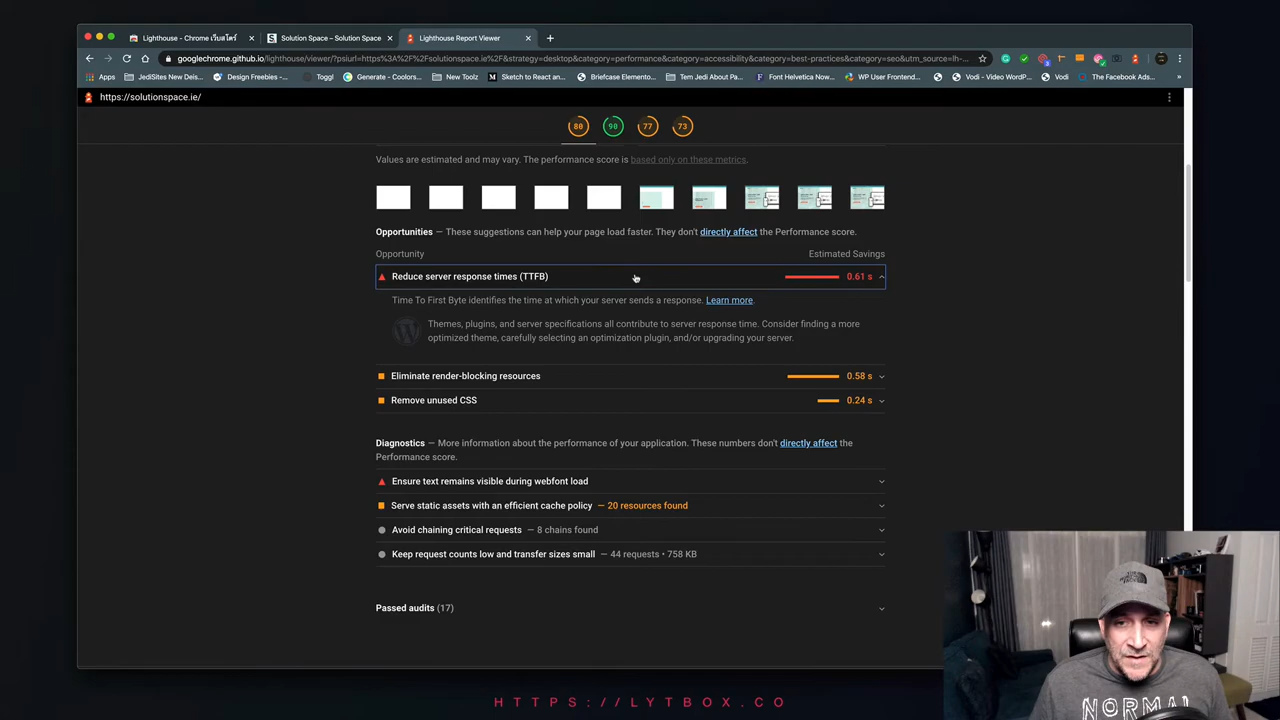 Lighthouse - Chrome เว็บสโตร์
Solution Space – Solution Space
Lighthouse Report Viewer
googlechrome.github.io/lighthouse/viewer/?psiurl=https%3A%2F%2Fsolutionspace.ie%2F&strategy=desktop&category=performance&category=accessibility&category=best-practices&category=seo&utm_source=lh-...
Apps
JediSites New Deis...
Design Freebies -...
Toggl
Generate - Coolors...
New Toolz
Sketch to React an...
Briefcase Elemento...
Tem Jedi About Pa...
Font Helvetica Now...
WP User Frontend...
Vodi - Video WordP...
Vodi
The Facebook Ads...
https://solutionspace.ie/
80 90 77 73
Values are estimated and may vary. The performance score is based only on these metrics.
Opportunities — These suggestions can help your page load faster. They don't directly affect the Performance score.
Opportunity Estimated Savings
Reduce server response times (TTFB) 0.61 s
Time To First Byte identifies the time at which your server sends a response. Learn more.
Themes, plugins, and server specifications all contribute to server response time. Consider finding a more
optimized theme, carefully selecting an optimization plugin, and/or upgrading your server.
Eliminate render-blocking resources 0.58 s
Remove unused CSS 0.24 s
Diagnostics — More information about the performance of your application. These numbers don't directly affect the
Performance score.
Ensure text remains visible during webfont load
Serve static assets with an efficient cache policy — 20 resources found
Avoid chaining critical requests — 8 chains found
Keep request counts low and transfer sizes small — 44 requests • 758 KB
Passed audits (17)
NORMAL
HTTPS://LYTBOX.CO